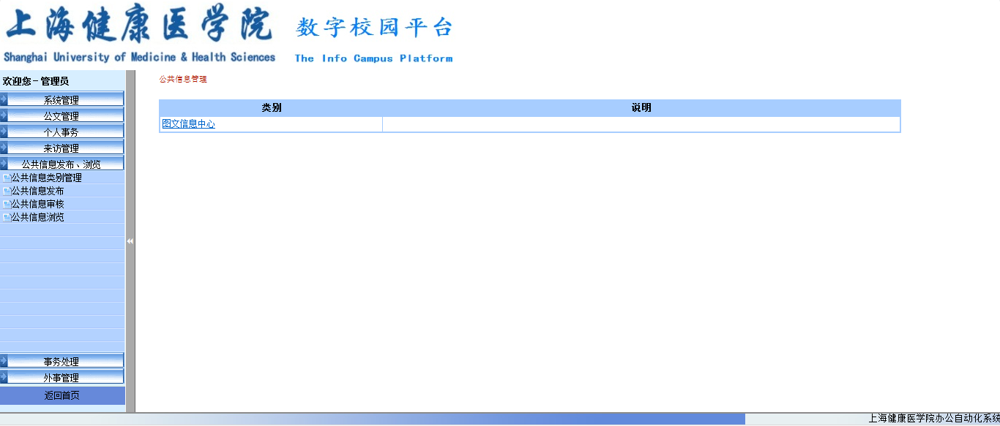 上海健康医学院 数字校园平台
Shanghai University of Medicine & Health Sciences The Info Campus Platform
欢迎您－管理员
系统管理
公文管理
个人事务
来访管理
公共信息发布、浏览
公共信息类别管理
公共信息发布
公共信息审核
公共信息浏览
事务处理
外事管理
返回首页
公共信息管理
类别 说明
图文信息中心
上海健康医学院办公自动化系统